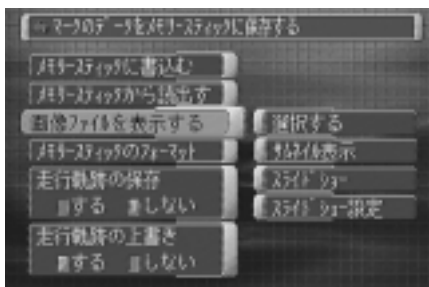 マークのデータをメモリースティックに保存する
メモリースティックに書込む
メモリースティックから読出す
画像ファイルを表示する
選択する
メモリースティックのフォーマット
サムネイル表示
走行軌跡の保存
スライドショー
する しない
スライドショー設定
走行軌跡の上書き
する しない